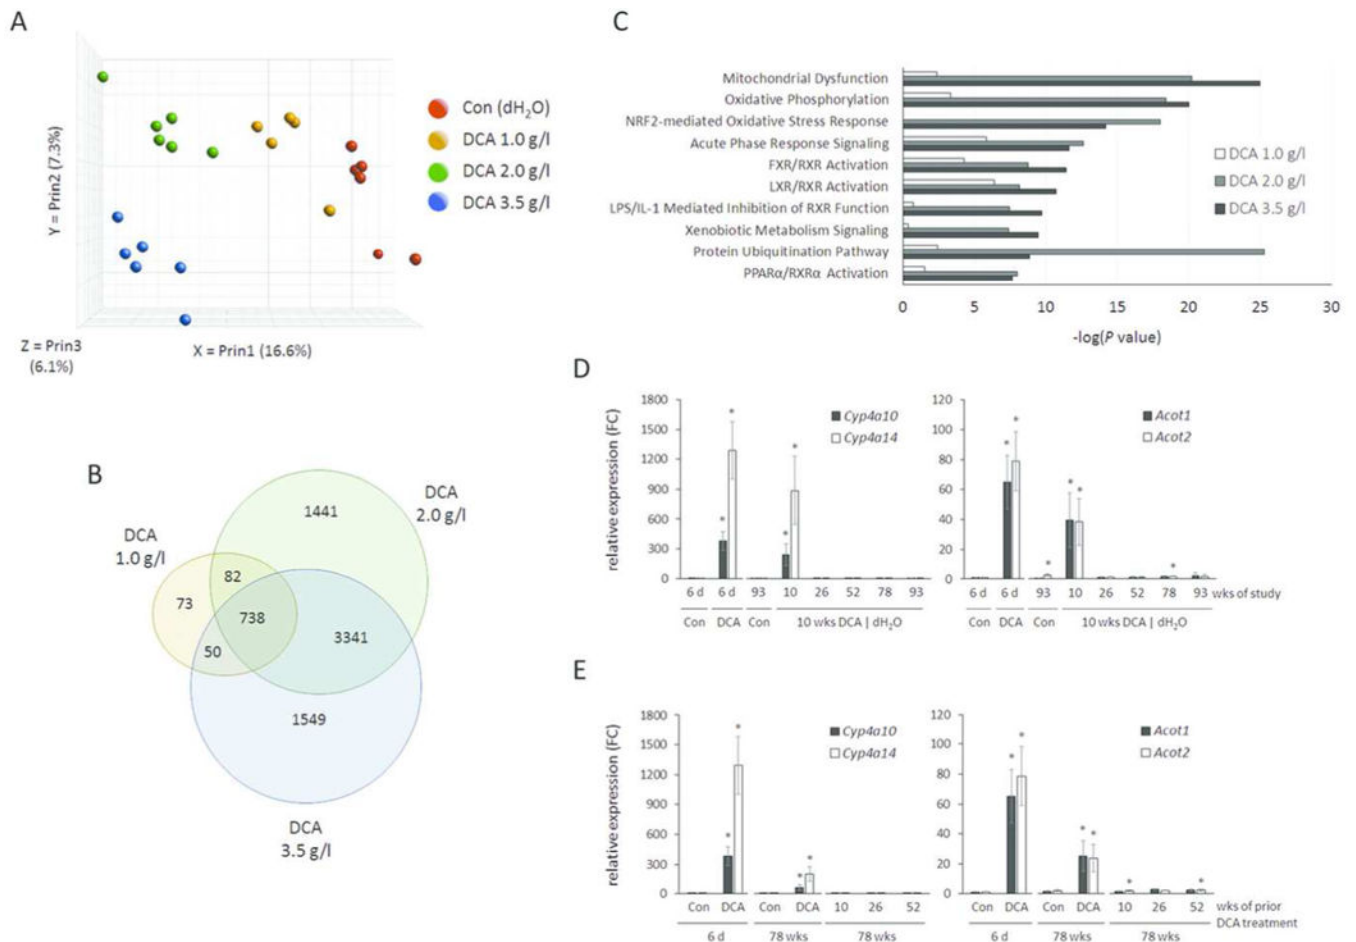 A
Y = Prin2 (7.3%)
Z = Prin3
(6.1%)
X = Prin1 (16.6%)
Con (dH₂O)
DCA 1.0 g/l
DCA 2.0 g/l
DCA 3.5 g/l
C
Mitochondrial Dysfunction
Oxidative Phosphorylation
NRF2-mediated Oxidative Stress Response
Acute Phase Response Signaling
FXR/RXR Activation
LXR/RXR Activation
LPS/IL-1 Mediated Inhibition of RXR Function
Xenobiotic Metabolism Signaling
Protein Ubiquitination Pathway
PPARα/RXRα Activation
DCA 1.0 g/l
DCA 2.0 g/l
DCA 3.5 g/l
0 5 10 15 20 25 30
-log(P value)
B
DCA
1.0 g/l
DCA
2.0 g/l
1441
82
73
738
50
3341
1549
DCA
3.5 g/l
D
relative expression (FC)
1800
1500
1200
900
600
300
0
Cyp4a10
Cyp4a14
* * * *
6 d 6 d 93 10 26 52 78 93
Con DCA Con 10 wks DCA | dH₂O
120
100
80
60
40
20
0
Acot1
Acot2
* * * * * *
6 d 6 d 93 10 26 52 78 93 wks of study
Con DCA Con 10 wks DCA | dH₂O
E
relative expression (FC)
1800
1500
1200
900
600
300
0
Cyp4a10
Cyp4a14
* * * *
Con DCA Con DCA 10 26 52
6 d 78 wks 78 wks
120
100
80
60
40
20
0
Acot1
Acot2
* * * * * *
Con DCA Con DCA 10 26 52 wks of prior
DCA treatment
6 d 78 wks 78 wks